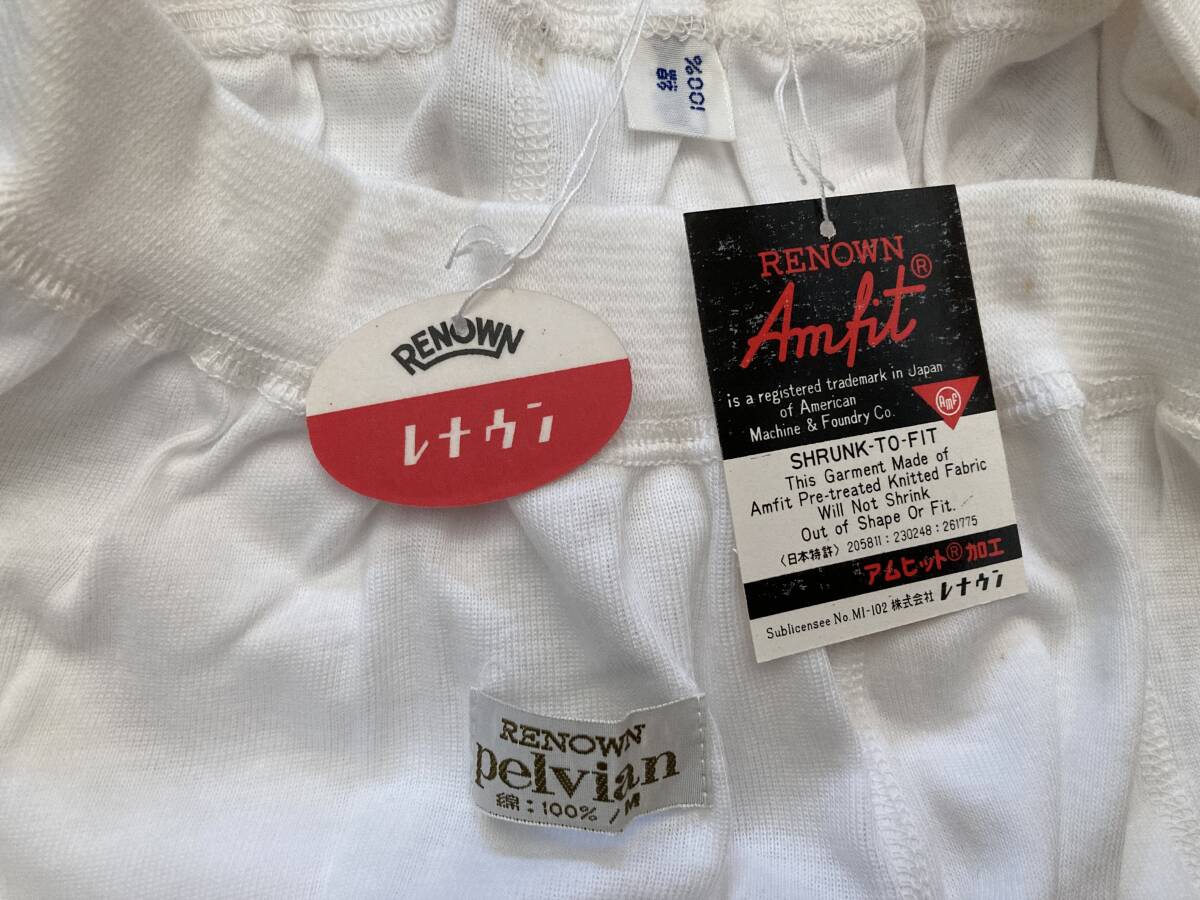 綿
100%
RENOWN
レナウン
RENOWN
Amfit®
is a registered trademark in Japan
of American
Machine & Foundry Co.
AMF
SHRUNK-TO-FIT
This Garment Made of
Amfit Pre-treated Knitted Fabric
Will Not Shrink
Out of Shape Or Fit.
〈日本特許〉205811:230248:261775
アムヒット®加工
Sublicensee No.MI-102 株式会社 レナウン
RENOWN
pelvian
綿:100%/M